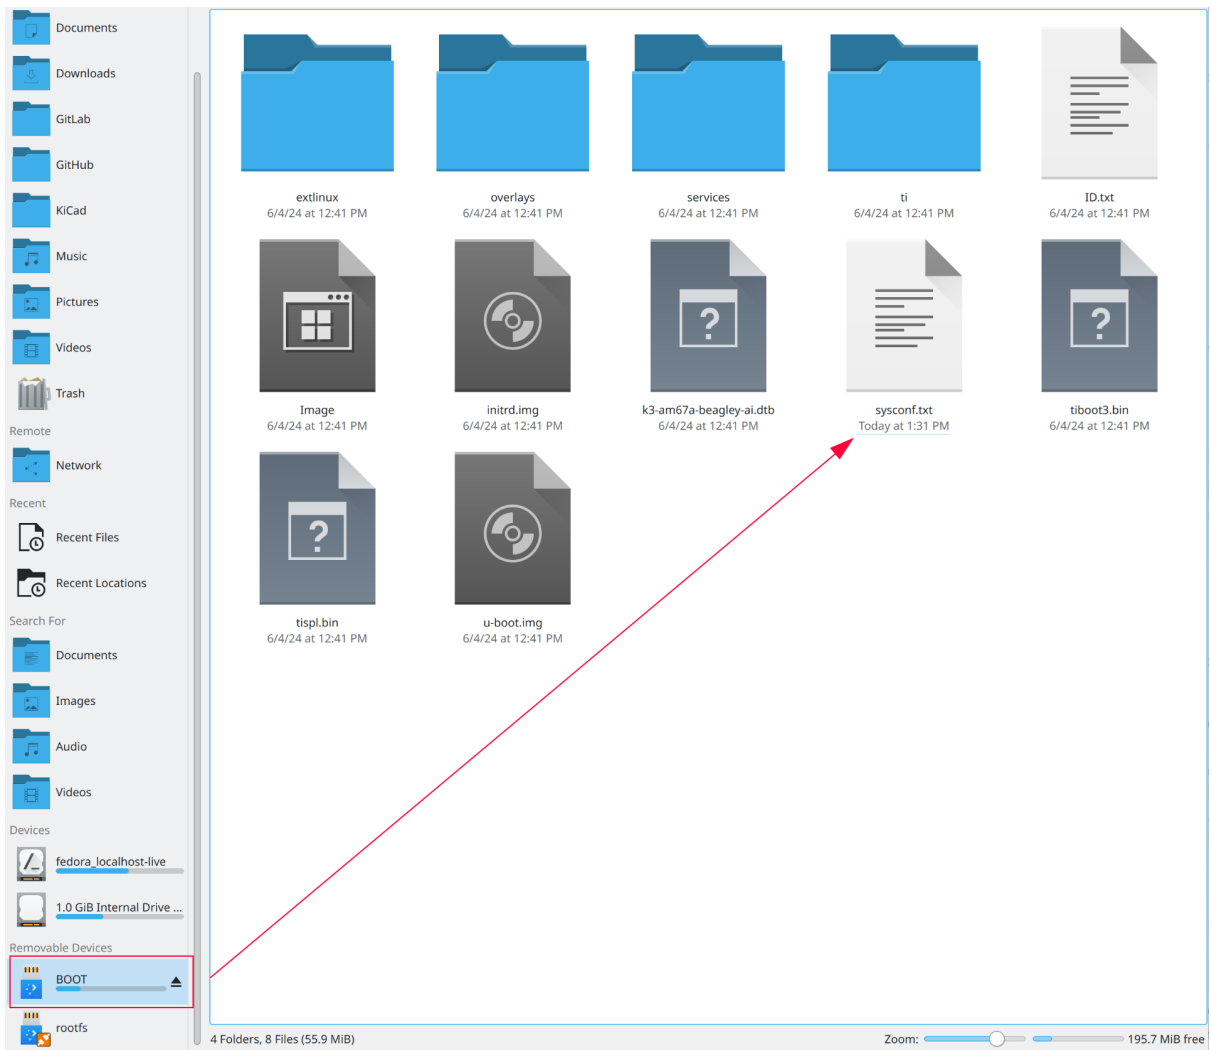 Documents
Downloads
GitLab
GitHub
KiCad
Music
Pictures
Videos
Trash
Remote
Network
Recent
Recent Files
Recent Locations
Search For
Documents
Images
Audio
Videos
Devices
fedora_localhost-live
1.0 GiB Internal Drive ...
Removable Devices
BOOT
rootfs
extlinux
6/4/24 at 12:41 PM
overlays
6/4/24 at 12:41 PM
services
6/4/24 at 12:41 PM
ti
6/4/24 at 12:41 PM
ID.txt
6/4/24 at 12:41 PM
Image
6/4/24 at 12:41 PM
initrd.img
6/4/24 at 12:41 PM
k3-am67a-beagley-ai.dtb
6/4/24 at 12:41 PM
sysconf.txt
Today at 1:31 PM
tiboot3.bin
6/4/24 at 12:41 PM
tispl.bin
6/4/24 at 12:41 PM
u-boot.img
6/4/24 at 12:41 PM
4 Folders, 8 Files (55.9 MiB)
Zoom:
195.7 MiB free